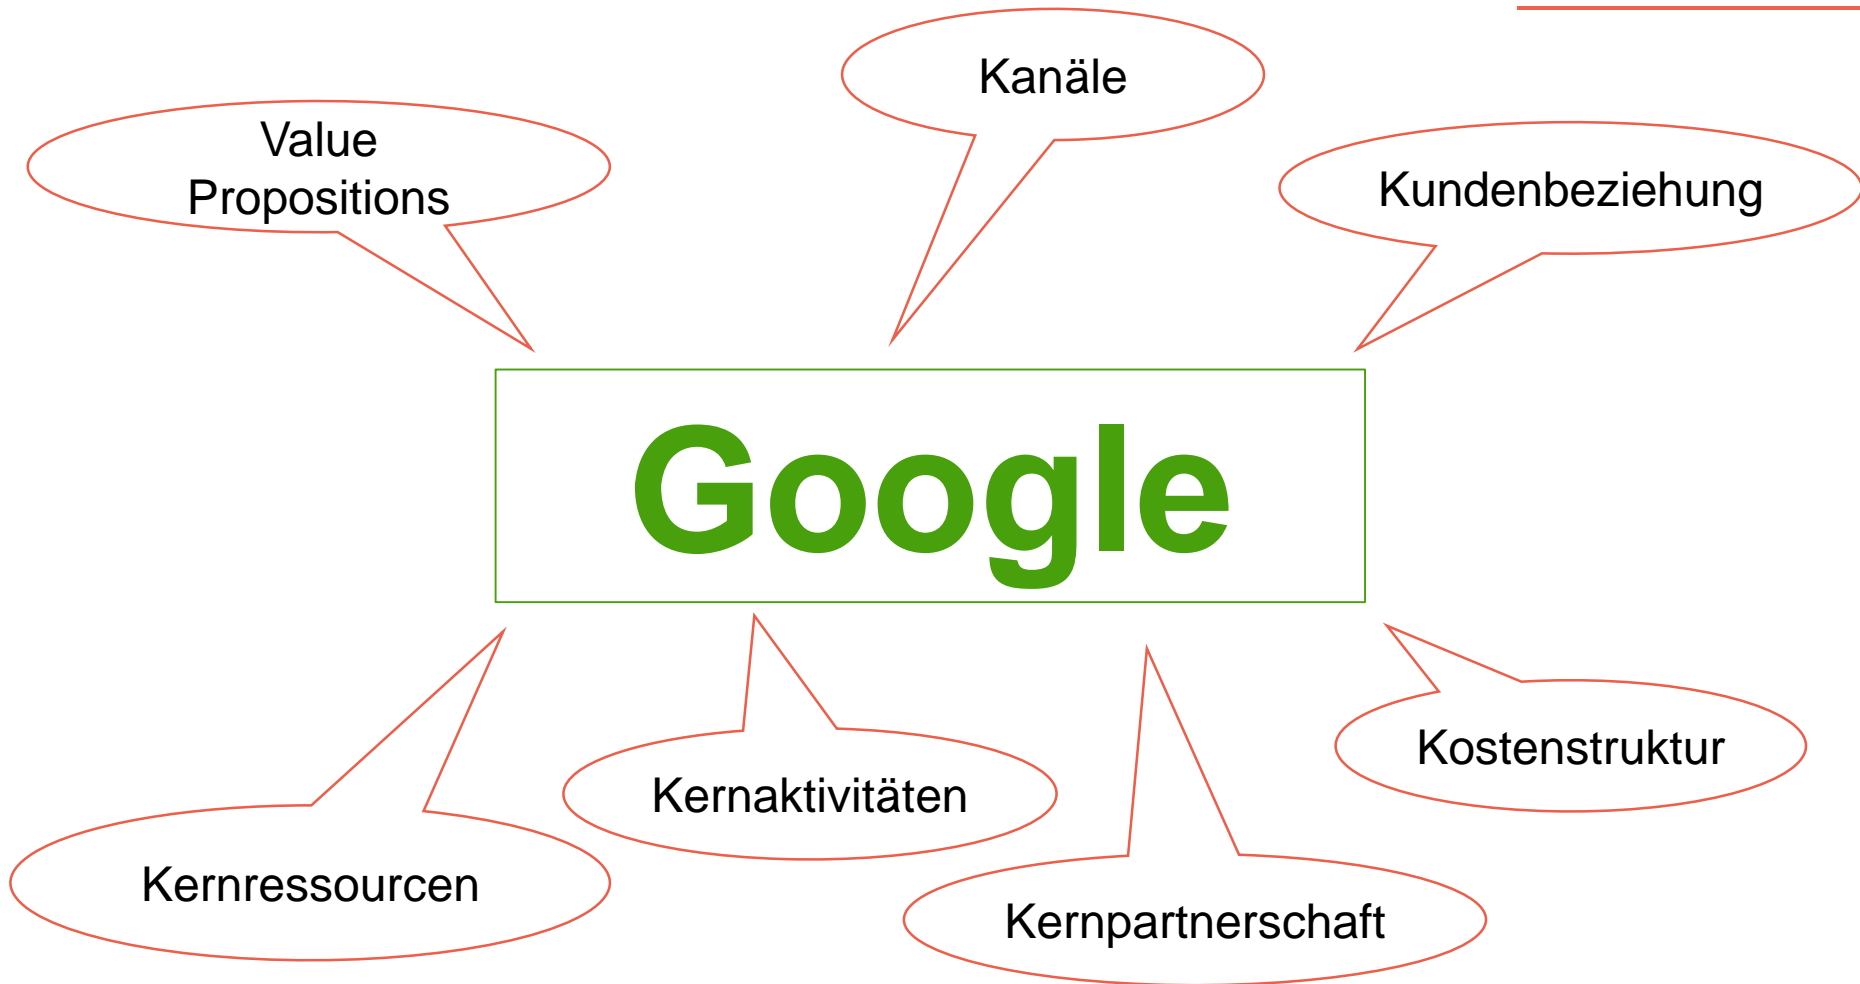 Kanäle
Value
Propositions
Kundenbeziehung
Google
Kostenstruktur
Kernaktivitäten
Kernressourcen
Kernpartnerschaft